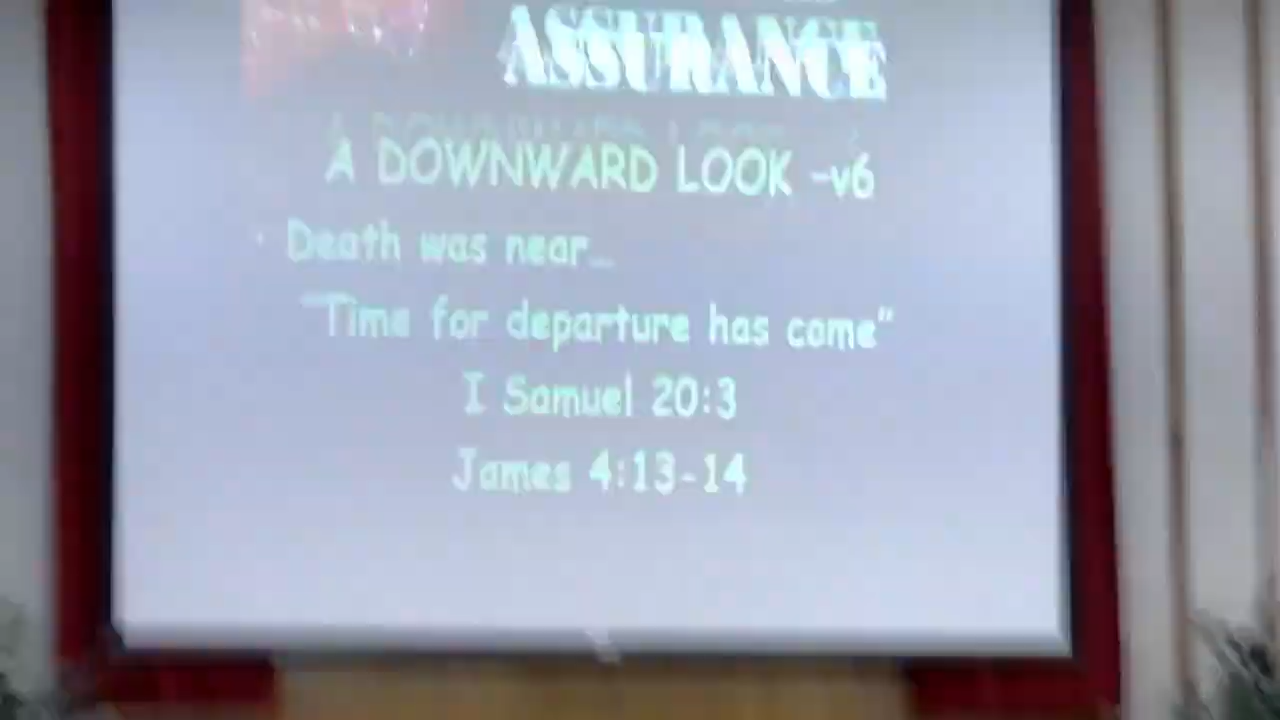 ASSURANCE
A DOWNWARD LOOK -v6
• Death was near...
"Time for departure has come"
I Samuel 20:3
James 4:13-14